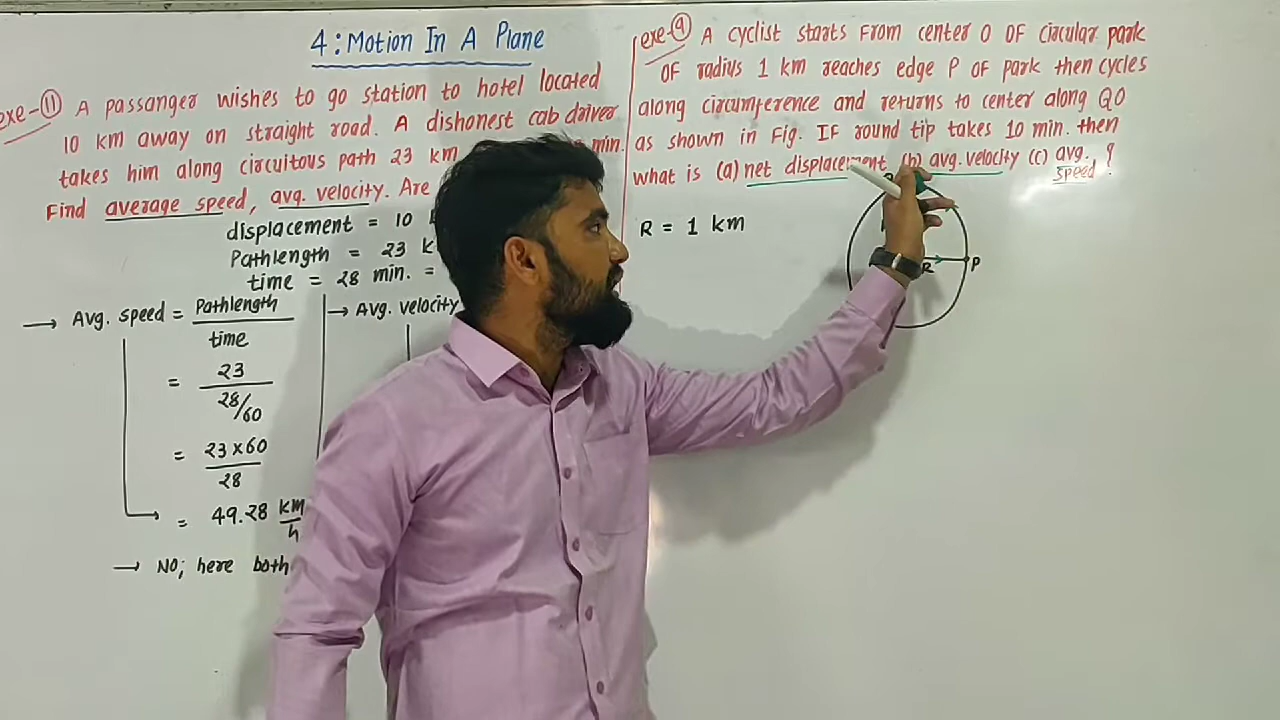 4: Motion In A Plane
exe-11 A passanger wishes to go station to hotel located
10 km away on straight road. A dishonest cab driver
takes him along circuitous path 23 km min.
Find average speed, avg. velocity. Are
displacement = 10
Pathlength = 23 k
time = 28 min. =
→ Avg. speed = Pathlength
time
= 23
28/60
= 23x60
28
= 49.28 km
h
→ NO; here both
→ Avg. velocity
exe-9 A cyclist starts From center O OF circular park
OF radius 1 km reaches edge P OF park then cycles
along circumference and returns to center along QO
as shown in Fig. IF round tip takes 10 min. then
what is (a) net displacement (b) avg. velocity (c) avg. speed ?
R = 1 km
R
P